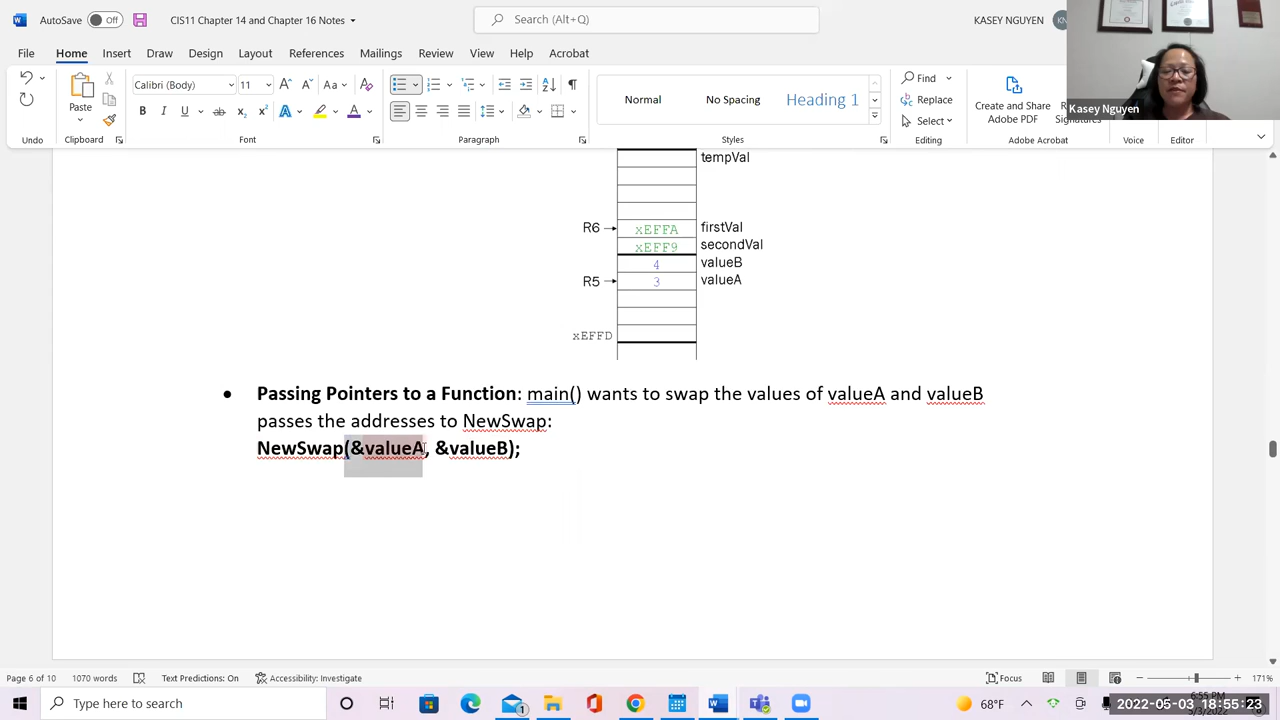 AutoSave Off CIS11 Chapter 14 and Chapter 16 Notes Search (Alt+Q) KASEY NGUYEN KN
File Home Insert Draw Design Layout References Mailings Review View Help Acrobat
Calibri (Body) 11 Aa
Paste
Normal No Spacing Heading 1
Find
Replace
Select
Create and Share
Adobe PDF
Signatures
Kasey Nguyen
Undo Clipboard Font Paragraph Styles Editing Adobe Acrobat Voice Editor
tempVal
R6 xEFFA firstVal
xEFF9 secondVal
4 valueB
R5 3 valueA
xEFFD
• Passing Pointers to a Function: main() wants to swap the values of valueA and valueB
passes the addresses to NewSwap:
NewSwap(&valueA, &valueB);
Page 6 of 10 1070 words Text Predictions: On Accessibility: Investigate Focus 171%
Type here to search 1 68°F
2022-05-03 18:55:23